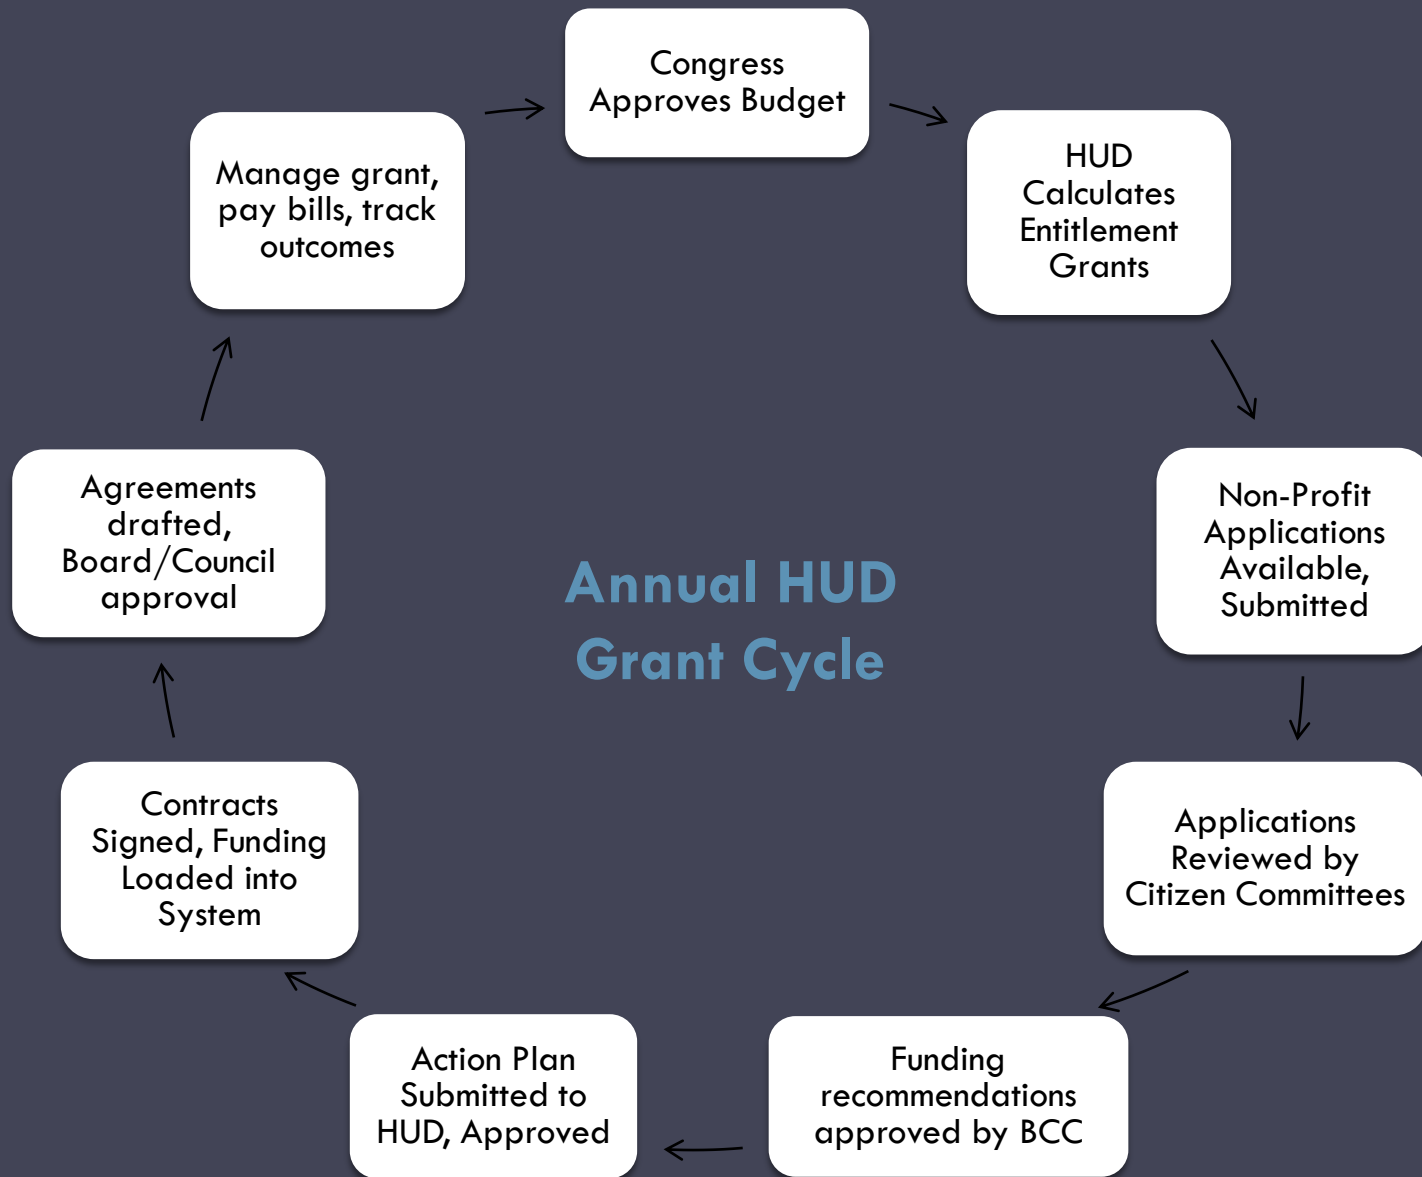 Congress
Approves Budget
HUD
Calculates
Entitlement
Grants
Non-Profit
Applications
Available,
Submitted
Applications
Reviewed by
Citizen Committees
Funding
recommendations
approved by BCC
Action Plan
Submitted to
HUD, Approved
Contracts
Signed, Funding
Loaded into
System
Agreements
drafted,
Board/Council
approval
Manage grant,
pay bills, track
outcomes
Annual HUD
Grant Cycle